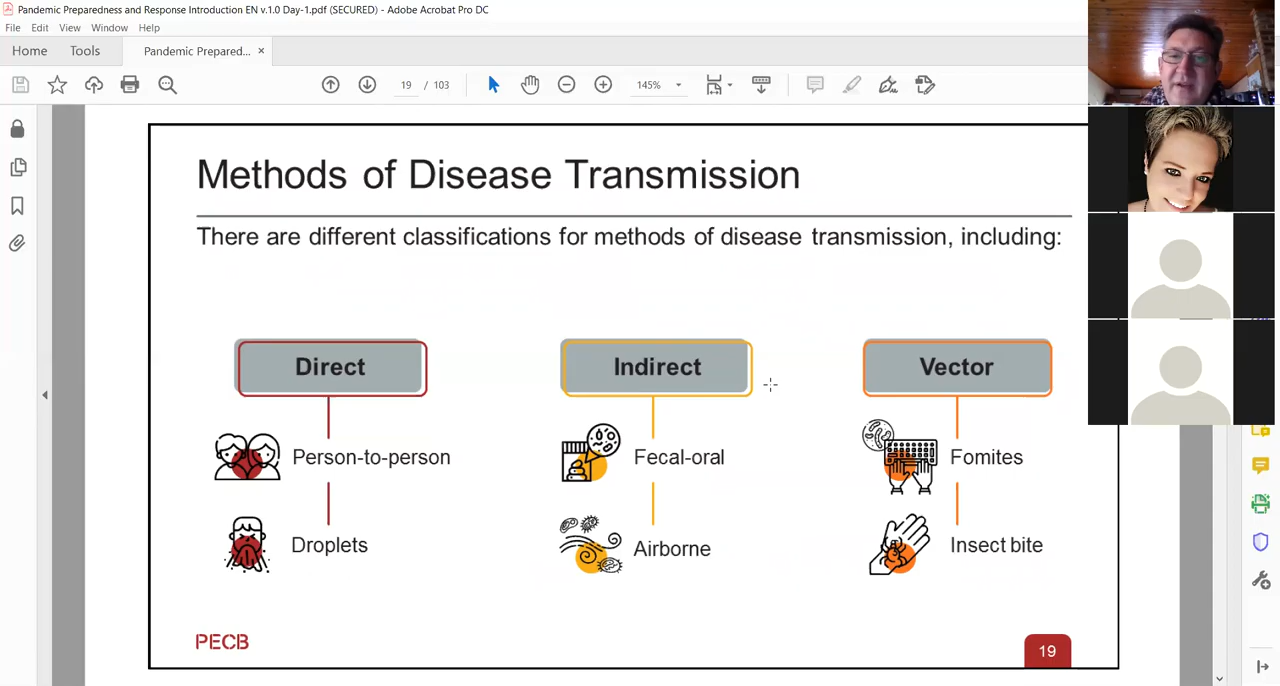 Pandemic Preparedness and Response Introduction EN v.1.0 Day-1.pdf (SECURED) - Adobe Acrobat Pro DC
File Edit View Window Help
Home Tools Pandemic Prepared... ×
19 / 103 145%
Methods of Disease Transmission
There are different classifications for methods of disease transmission, including:
Direct Indirect Vector
Person-to-person Fecal-oral Fomites
Droplets Airborne Insect bite
PECB
19